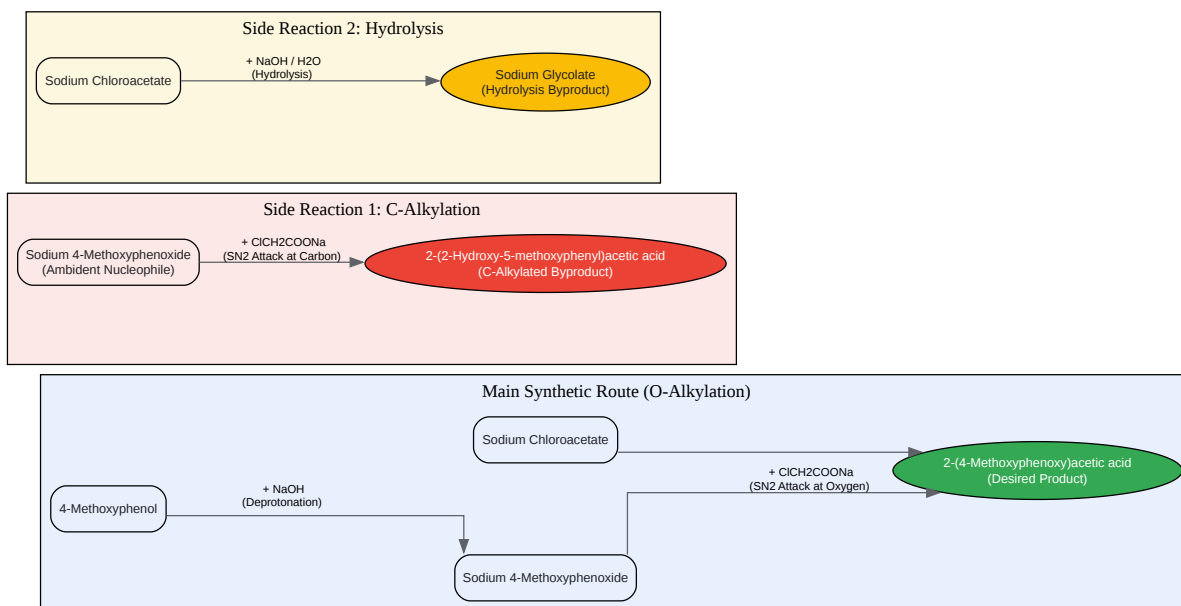 Side Reaction 2: Hydrolysis
Sodium Chloroacetate
+ NaOH / H2O
(Hydrolysis)
Sodium Glycolate
(Hydrolysis Byproduct)
Side Reaction 1: C-Alkylation
Sodium 4-Methoxyphenoxide
(Ambident Nucleophile)
+ ClCH2COONa
(SN2 Attack at Carbon)
2-(2-Hydroxy-5-methoxyphenyl)acetic acid
(C-Alkylated Byproduct)
Main Synthetic Route (O-Alkylation)
Sodium Chloroacetate
4-Methoxyphenol
+ NaOH
(Deprotonation)
Sodium 4-Methoxyphenoxide
+ ClCH2COONa
(SN2 Attack at Oxygen)
2-(4-Methoxyphenoxy)acetic acid
(Desired Product)